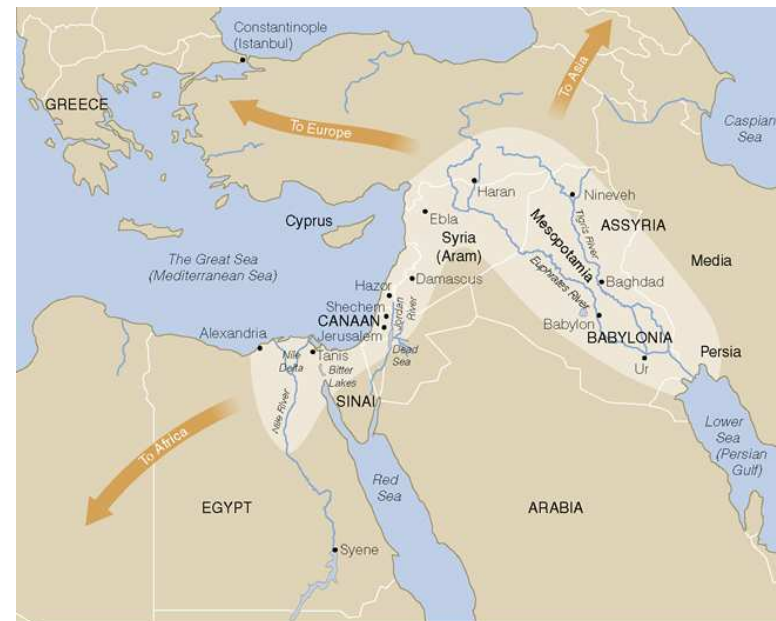 Constantinople
(Istanbul)
To Asia
GREECE
To Europe
Caspian
Sea
Haran
Nineveh
Cyprus
Ebla
Mesopotamia
Tigris River
ASSYRIA
Syria
(Aram)
Media
The Great Sea
(Mediterranean Sea)
Euphrates River
Damascus
Baghdad
Hazor
Shechem
Jordan
River
CANAAN
Babylon
Alexandria
Jerusalem
BABYLONIA
Nile
Delta
Tanis
Dead
Sea
Persia
Bitter
Lakes
Ur
SINAI
Nile River
Lower
Sea
(Persian
Gulf)
To Africa
Red
Sea
EGYPT
ARABIA
Syene